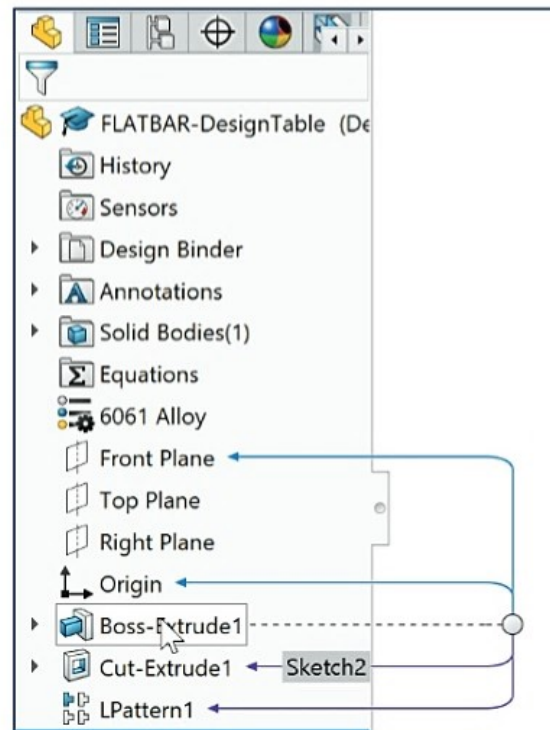 FLATBAR-DesignTable (De
History
Sensors
Design Binder
Annotations
Solid Bodies(1)
Equations
6061 Alloy
Front Plane
Top Plane
Right Plane
Origin
Boss-Extrude1
Cut-Extrude1 Sketch2
LPattern1